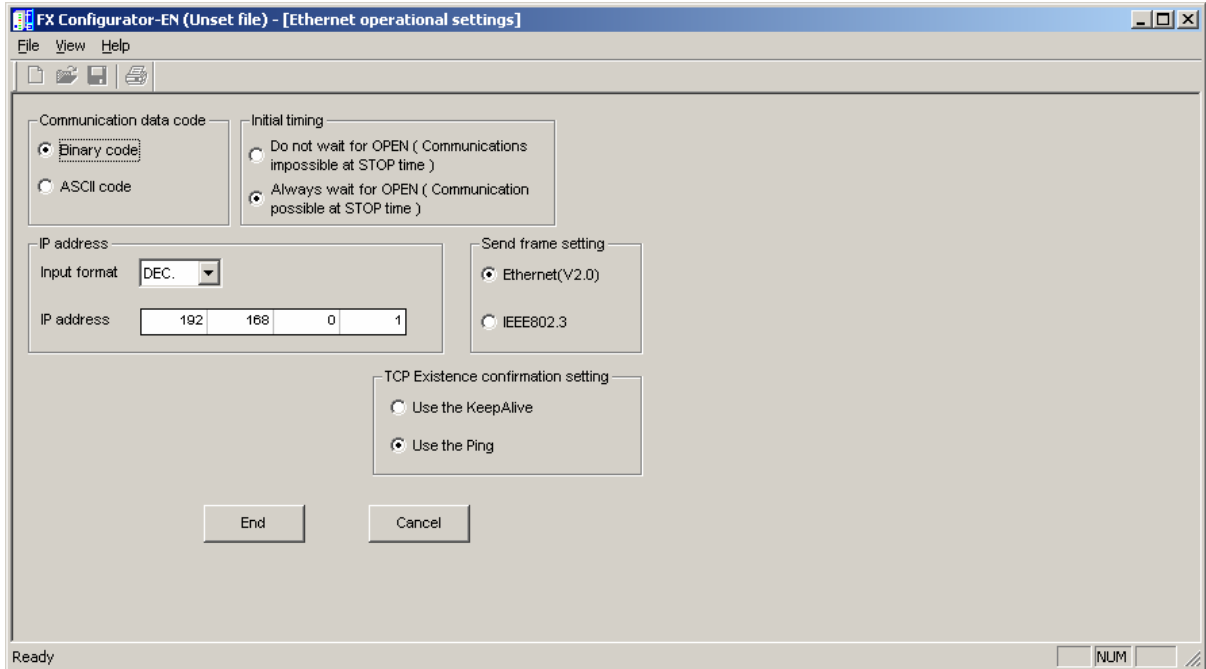 FX Configurator-EN (Unset file) - [Ethernet operational settings]
File View Help
Communication data code
Binary code
ASCII code
Initial timing
Do not wait for OPEN ( Communications
impossible at STOP time )
Always wait for OPEN ( Communication
possible at STOP time )
IP address
Input format DEC.
IP address 192 168 0 1
Send frame setting
Ethernet(V2.0)
IEEE802.3
TCP Existence confirmation setting
Use the KeepAlive
Use the Ping
End Cancel
Ready NUM